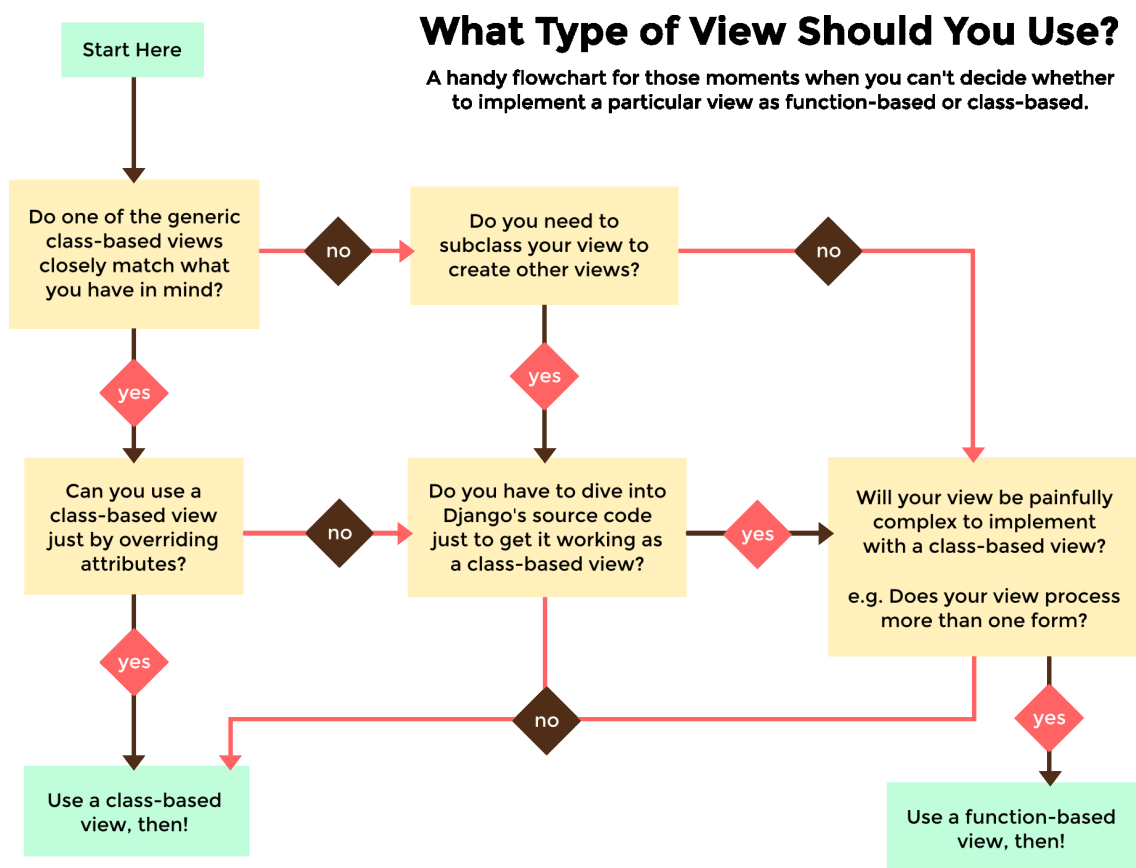 What Type of View Should You Use?
A handy flowchart for those moments when you can't decide whether
to implement a particular view as function-based or class-based.
Start Here
Do one of the generic
class-based views
closely match what
you have in mind?
no
Do you need to
subclass your view to
create other views?
no
yes
yes
Can you use a
class-based view
just by overriding
attributes?
no
Do you have to dive into
Django's source code
just to get it working as
a class-based view?
yes
Will your view be painfully
complex to implement
with a class-based view?
e.g. Does your view process
more than one form?
yes
no
yes
Use a class-based
view, then!
Use a function-based
view, then!